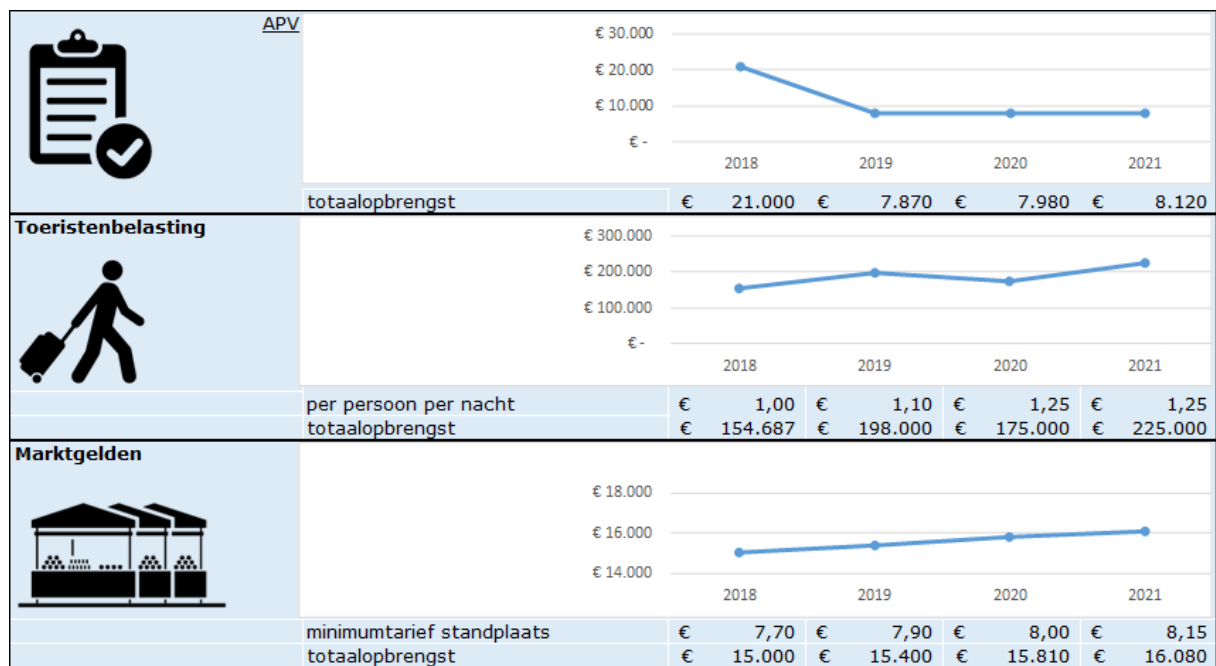 APV
€ 30.000
€ 20.000
€ 10.000
€ -
2018 2019 2020 2021
totaalopbrengst € 21.000 € 7.870 € 7.980 € 8.120
Toeristenbelasting
€ 300.000
€ 200.000
€ 100.000
€ -
2018 2019 2020 2021
per persoon per nacht € 1,00 € 1,10 € 1,25 € 1,25
totaalopbrengst € 154.687 € 198.000 € 175.000 € 225.000
Marktgelden
€ 18.000
€ 16.000
€ 14.000
2018 2019 2020 2021
minimumtarief standplaats € 7,70 € 7,90 € 8,00 € 8,15
totaalopbrengst € 15.000 € 15.400 € 15.810 € 16.080